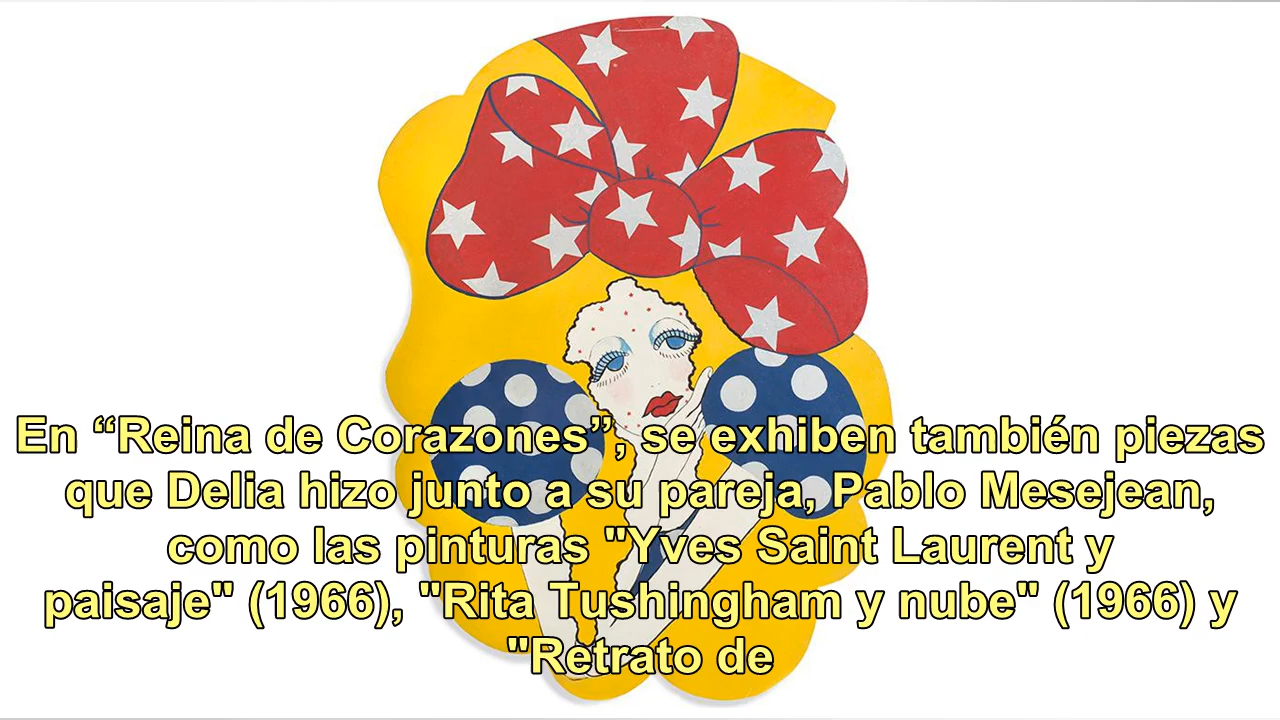 En “Reina de Corazones”, se exhiben también piezas
que Delia hizo junto a su pareja, Pablo Mesejean,
como las pinturas "Yves Saint Laurent y
paisaje" (1966), "Rita Tushingham y nube" (1966) y
"Retrato de